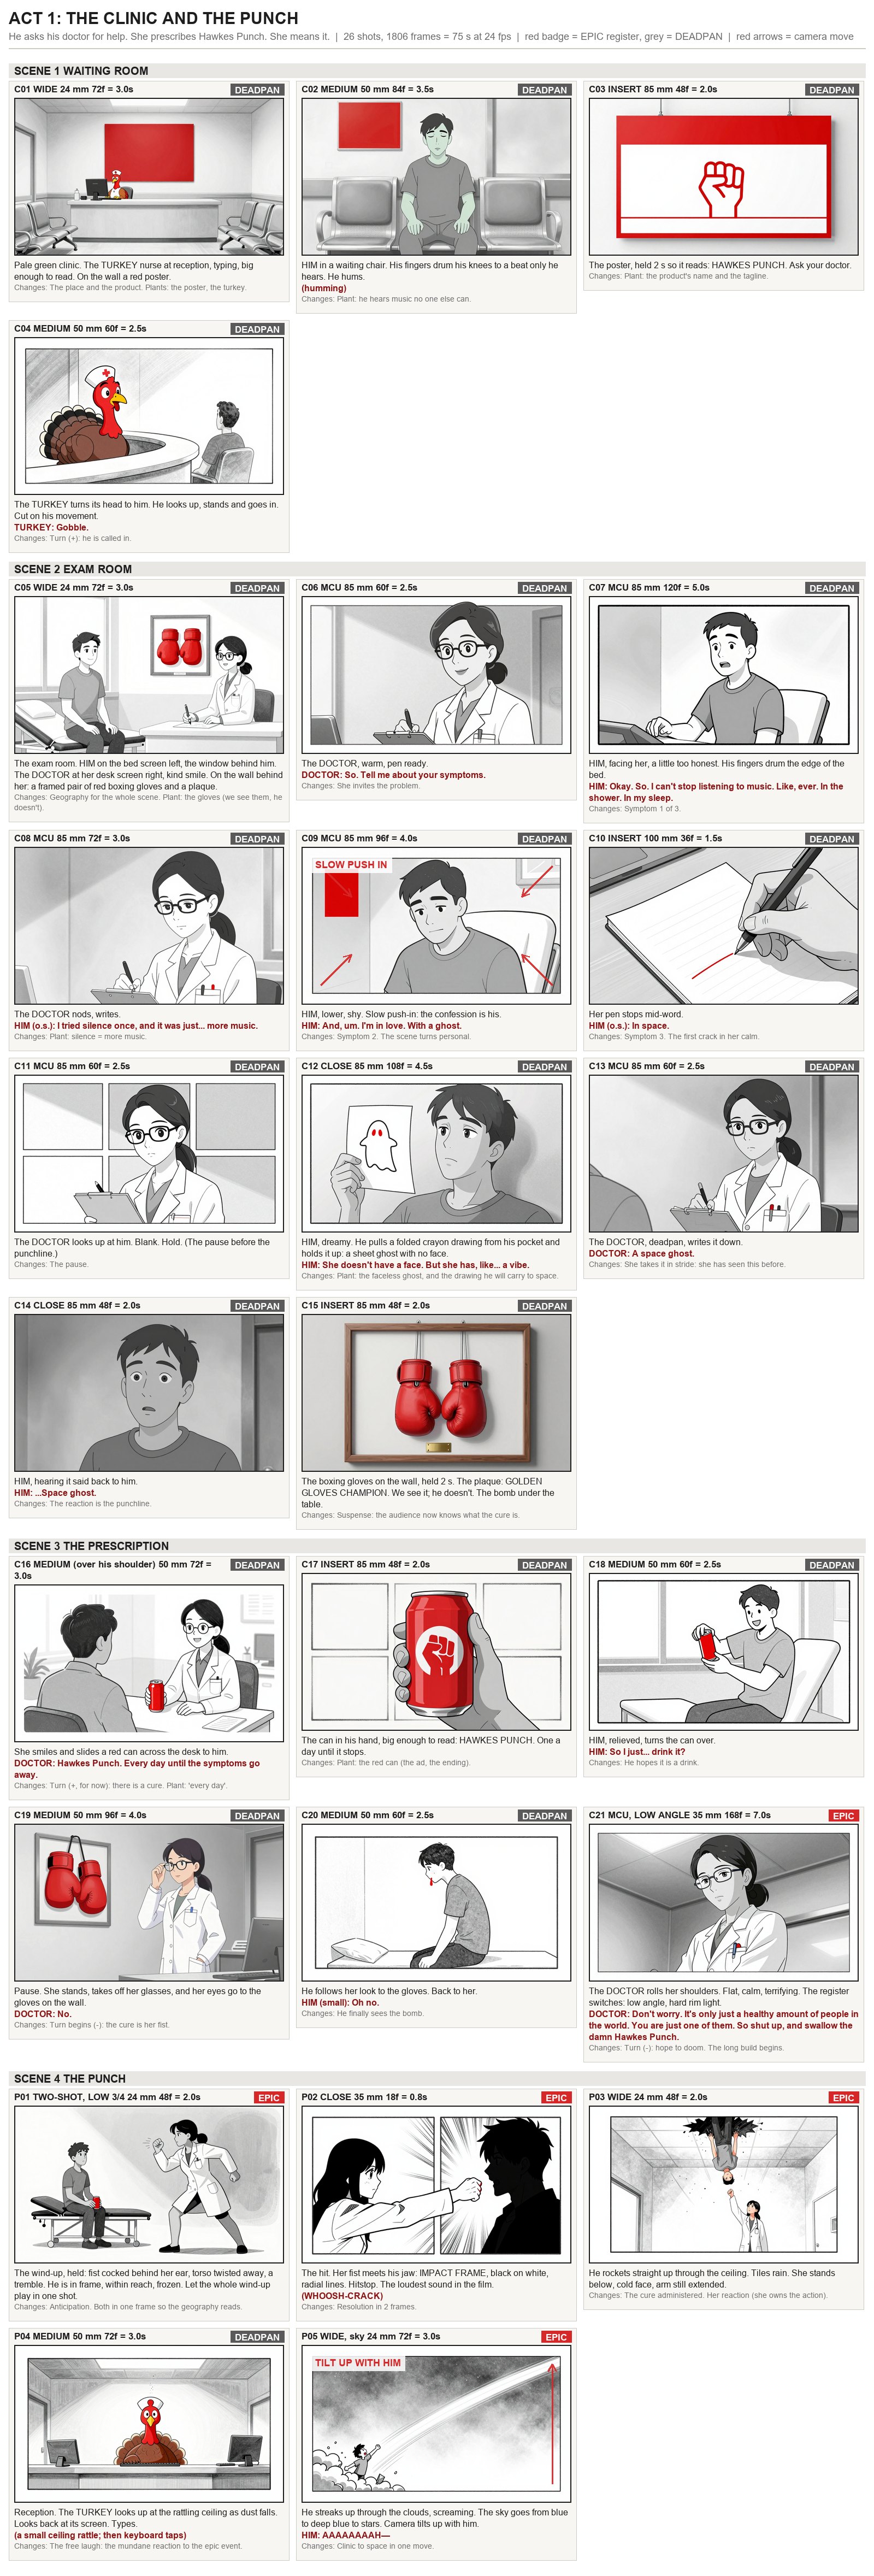 ACT 1: THE CLINIC AND THE PUNCH
He asks his doctor for help. She prescribes Hawkes Punch. She means it. | 26 shots, 1806 frames = 75 s at 24 fps | red badge = EPIC register, grey = DEADPAN | red arrows = camera move
SCENE 1 WAITING ROOM
C01 WIDE 24 mm 72f = 3.0s
DEADPAN
Pale green clinic. The TURKEY nurse at reception, typing, big
enough to read. On the wall a red poster.
Changes: The place and the product. Plants: the poster, the turkey.
C02 MEDIUM 50 mm 84f = 3.5s
DEADPAN
HIM in a waiting chair. His fingers drum his knees to a beat only he
hears. He hums.
(humming)
Changes: Plant: he hears music no one else can.
C03 INSERT 85 mm 48f = 2.0s
DEADPAN
The poster, held 2 s so it reads: HAWKES PUNCH. Ask your doctor.
Changes: Plant: the product's name and the tagline.
C04 MEDIUM 50 mm 60f = 2.5s
DEADPAN
The TURKEY turns its head to him. He looks up, stands and goes in.
Cut on his movement.
TURKEY: Gobble.
Changes: Turn (+): he is called in.
SCENE 2 EXAM ROOM
C05 WIDE 24 mm 72f = 3.0s
DEADPAN
The exam room. HIM on the bed screen left, the window behind him.
The DOCTOR at her desk screen right, kind smile. On the wall behind
her: a framed pair of red boxing gloves and a plaque.
Changes: Geography for the whole scene. Plant: the gloves (we see them, he
doesn't).
C06 MCU 85 mm 60f = 2.5s
DEADPAN
The DOCTOR, warm, pen ready.
DOCTOR: So. Tell me about your symptoms.
Changes: She invites the problem.
C07 MCU 85 mm 120f = 5.0s
DEADPAN
HIM, facing her, a little too honest. His fingers drum the edge of the
bed.
HIM: Okay. So. I can't stop listening to music. Like, ever. In the
shower. In my sleep.
Changes: Symptom 1 of 3.
C08 MCU 85 mm 72f = 3.0s
DEADPAN
The DOCTOR nods, writes.
HIM (o.s.): I tried silence once, and it was just... more music.
Changes: Plant: silence = more music.
C09 MCU 85 mm 96f = 4.0s
DEADPAN
SLOW PUSH IN
HIM, lower, shy. Slow push-in: the confession is his.
HIM: And, um. I'm in love. With a ghost.
Changes: Symptom 2. The scene turns personal.
C10 INSERT 100 mm 36f = 1.5s
DEADPAN
Her pen stops mid-word.
HIM (o.s.): In space.
Changes: Symptom 3. The first crack in her calm.
C11 MCU 85 mm 60f = 2.5s
DEADPAN
The DOCTOR looks up at him. Blank. Hold. (The pause before the
punchline.)
Changes: The pause.
C12 CLOSE 85 mm 108f = 4.5s
DEADPAN
HIM, dreamy. He pulls a folded crayon drawing from his pocket and
holds it up: a sheet ghost with no face.
HIM: She doesn't have a face. But she has, like... a vibe.
Changes: Plant: the faceless ghost, and the drawing he will carry to space.
C13 MCU 85 mm 60f = 2.5s
DEADPAN
The DOCTOR, deadpan, writes it down.
DOCTOR: A space ghost.
Changes: She takes it in stride: she has seen this before.
C14 CLOSE 85 mm 48f = 2.0s
DEADPAN
HIM, hearing it said back to him.
HIM: ...Space ghost.
Changes: The reaction is the punchline.
C15 INSERT 85 mm 48f = 2.0s
DEADPAN
The boxing gloves on the wall, held 2 s. The plaque: GOLDEN
GLOVES CHAMPION. We see it; he doesn't. The bomb under the
table.
Changes: Suspense: the audience now knows what the cure is.
SCENE 3 THE PRESCRIPTION
C16 MEDIUM (over his shoulder) 50 mm 72f =
3.0s
DEADPAN
She smiles and slides a red can across the desk to him.
DOCTOR: Hawkes Punch. Every day until the symptoms go
away.
Changes: Turn (+, for now): there is a cure. Plant: 'every day'.
C17 INSERT 85 mm 48f = 2.0s
DEADPAN
The can in his hand, big enough to read: HAWKES PUNCH. One a
day until it stops.
Changes: Plant: the red can (the ad, the ending).
C18 MEDIUM 50 mm 60f = 2.5s
DEADPAN
HIM, relieved, turns the can over.
HIM: So I just... drink it?
Changes: He hopes it is a drink.
C19 MEDIUM 50 mm 96f = 4.0s
DEADPAN
Pause. She stands, takes off her glasses, and her eyes go to the
gloves on the wall.
DOCTOR: No.
Changes: Turn begins (-): the cure is her fist.
C20 MEDIUM 50 mm 60f = 2.5s
DEADPAN
He follows her look to the gloves. Back to her.
HIM (small): Oh no.
Changes: He finally sees the bomb.
C21 MCU, LOW ANGLE 35 mm 168f = 7.0s
EPIC
The DOCTOR rolls her shoulders. Flat, calm, terrifying. The register
switches: low angle, hard rim light.
DOCTOR: Don't worry. It's only just a healthy amount of people in
the world. You are just one of them. So shut up, and swallow the
damn Hawkes Punch.
Changes: Turn (-): hope to doom. The long build begins.
SCENE 4 THE PUNCH
P01 TWO-SHOT, LOW 3/4 24 mm 48f = 2.0s
EPIC
The wind-up, held: fist cocked behind her ear, torso twisted away, a
tremble. He is in frame, within reach, frozen. Let the whole wind-up
play in one shot.
Changes: Anticipation. Both in one frame so the geography reads.
P02 CLOSE 35 mm 18f = 0.8s
EPIC
The hit. Her fist meets his jaw: IMPACT FRAME, black on white,
radial lines. Hitstop. The loudest sound in the film.
(WHOOSH-CRACK)
Changes: Resolution in 2 frames.
P03 WIDE 24 mm 48f = 2.0s
EPIC
He rockets straight up through the ceiling. Tiles rain. She stands
below, cold face, arm still extended.
Changes: The cure administered. Her reaction (she owns the action).
P04 MEDIUM 50 mm 72f = 3.0s
DEADPAN
Reception. The TURKEY looks up at the rattling ceiling as dust falls.
Looks back at its screen. Types.
(a small ceiling rattle; then keyboard taps)
Changes: The free laugh: the mundane reaction to the epic event.
P05 WIDE, sky 24 mm 72f = 3.0s
EPIC
TILT UP WITH HIM
He streaks up through the clouds, screaming. The sky goes from blue
to deep blue to stars. Camera tilts up with him.
HIM: AAAAAAAAH—
Changes: Clinic to space in one move.